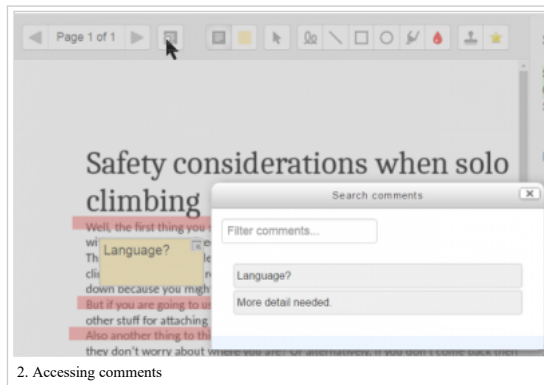 Page 1 of 1
Safety considerations when solo
climbing
Search comments
Well, the first thing you
Filter comments...
wi
Language?
Th
cli
Language?
down because you migh
But if you are going to us
More detail needed.
other stuff for attaching
Also another thing to thi
they don't worry about where you are? Or alternatively, if you don't come back then
2. Accessing comments